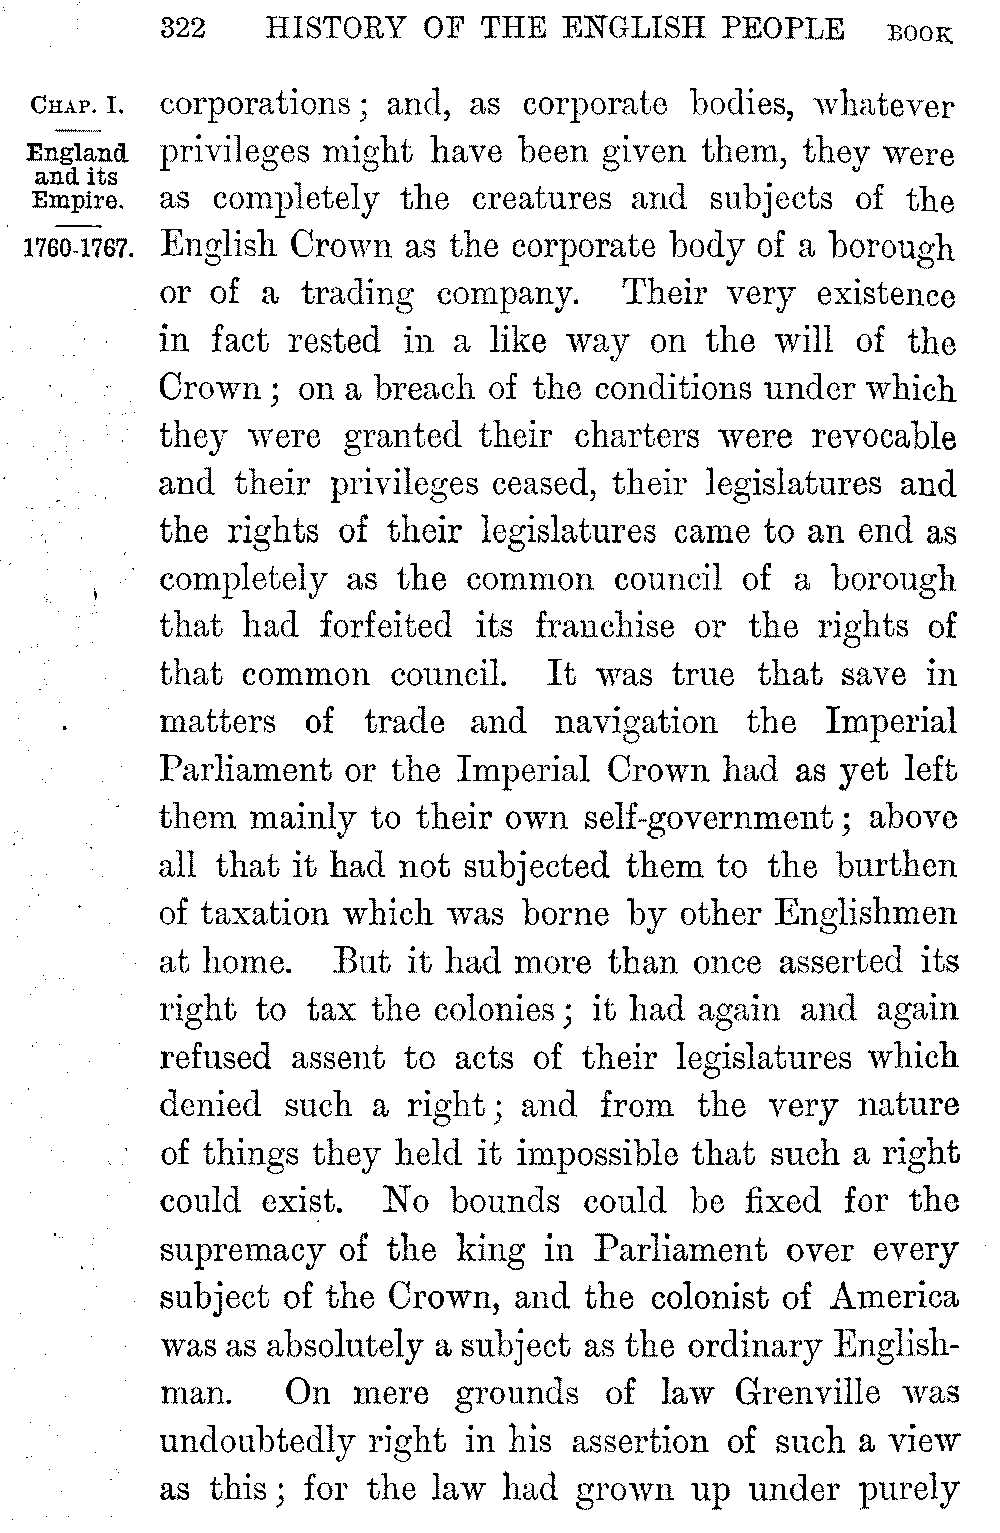 322 HISTORY OF THE ENGLISH PEOPLE BOOK
CHAP. I.
England
and its
Empire.
1760-1767.
corporations; and, as corporate bodies, whatever
privileges might have been given them, they were
as completely the creatures and subjects of the
English Crown as the corporate body of a borough
or of a trading company. Their very existence
in fact rested in a like way on the will of the
Crown; on a breach of the conditions under which
they were granted their charters were revocable
and their privileges ceased, their legislatures and
the rights of their legislatures came to an end as
completely as the common council of a borough
that had forfeited its franchise or the rights of
that common council. It was true that save in
matters of trade and navigation the Imperial
Parliament or the Imperial Crown had as yet left
them mainly to their own self-government; above
all that it had not subjected them to the burthen
of taxation which was borne by other Englishmen
at home. But it had more than once asserted its
right to tax the colonies; it had again and again
refused assent to acts of their legislatures which
denied such a right; and from the very nature
of things they held it impossible that such a right
could exist. No bounds could be fixed for the
supremacy of the king in Parliament over every
subject of the Crown, and the colonist of America
was as absolutely a subject as the ordinary English-
man. On mere grounds of law Grenville was
undoubtedly right in his assertion of such a view
as this; for the law had grown up under purely